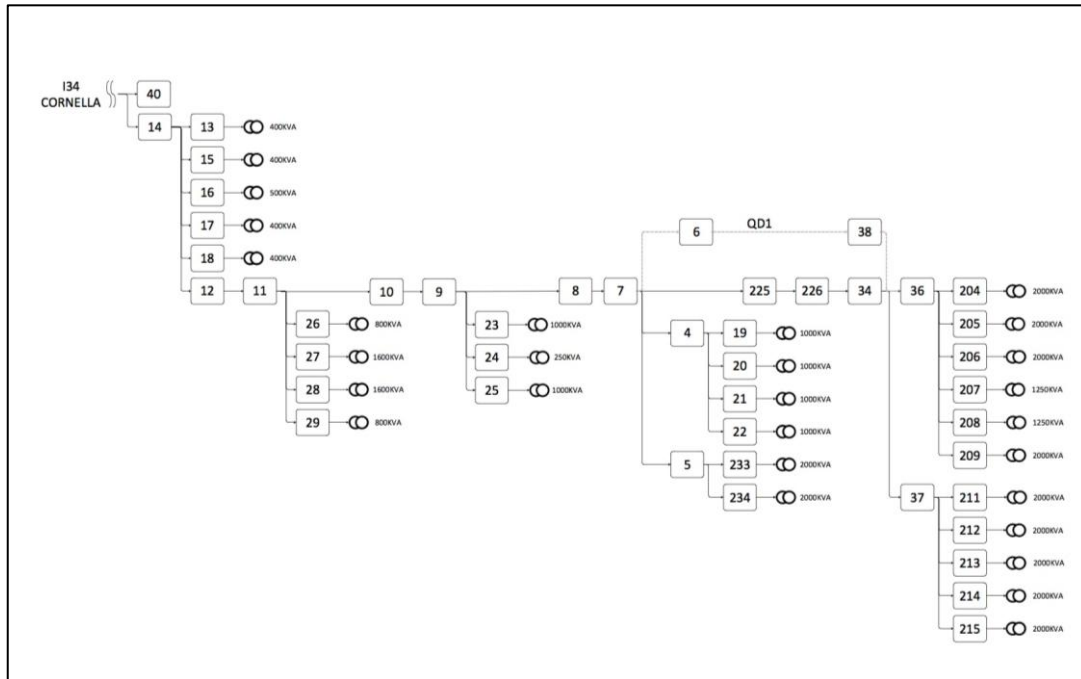 I34
CORNELLA
40
14
13 400KVA
15 400KVA
16 500KVA
17 400KVA
18 400KVA
6 QD1 38
12 11 10 9 8 7 225 226 34 36 204 2000KVA
26 800KVA 23 1000KVA 4 19 1000KVA 205 2000KVA
27 1600KVA 24 250KVA 20 1000KVA 206 2000KVA
28 1600KVA 25 1000KVA 21 1000KVA 207 1250KVA
29 800KVA 22 1000KVA 208 1250KVA
5 233 2000KVA 209 2000KVA
234 2000KVA 37 211 2000KVA
212 2000KVA
213 2000KVA
214 2000KVA
215 2000KVA